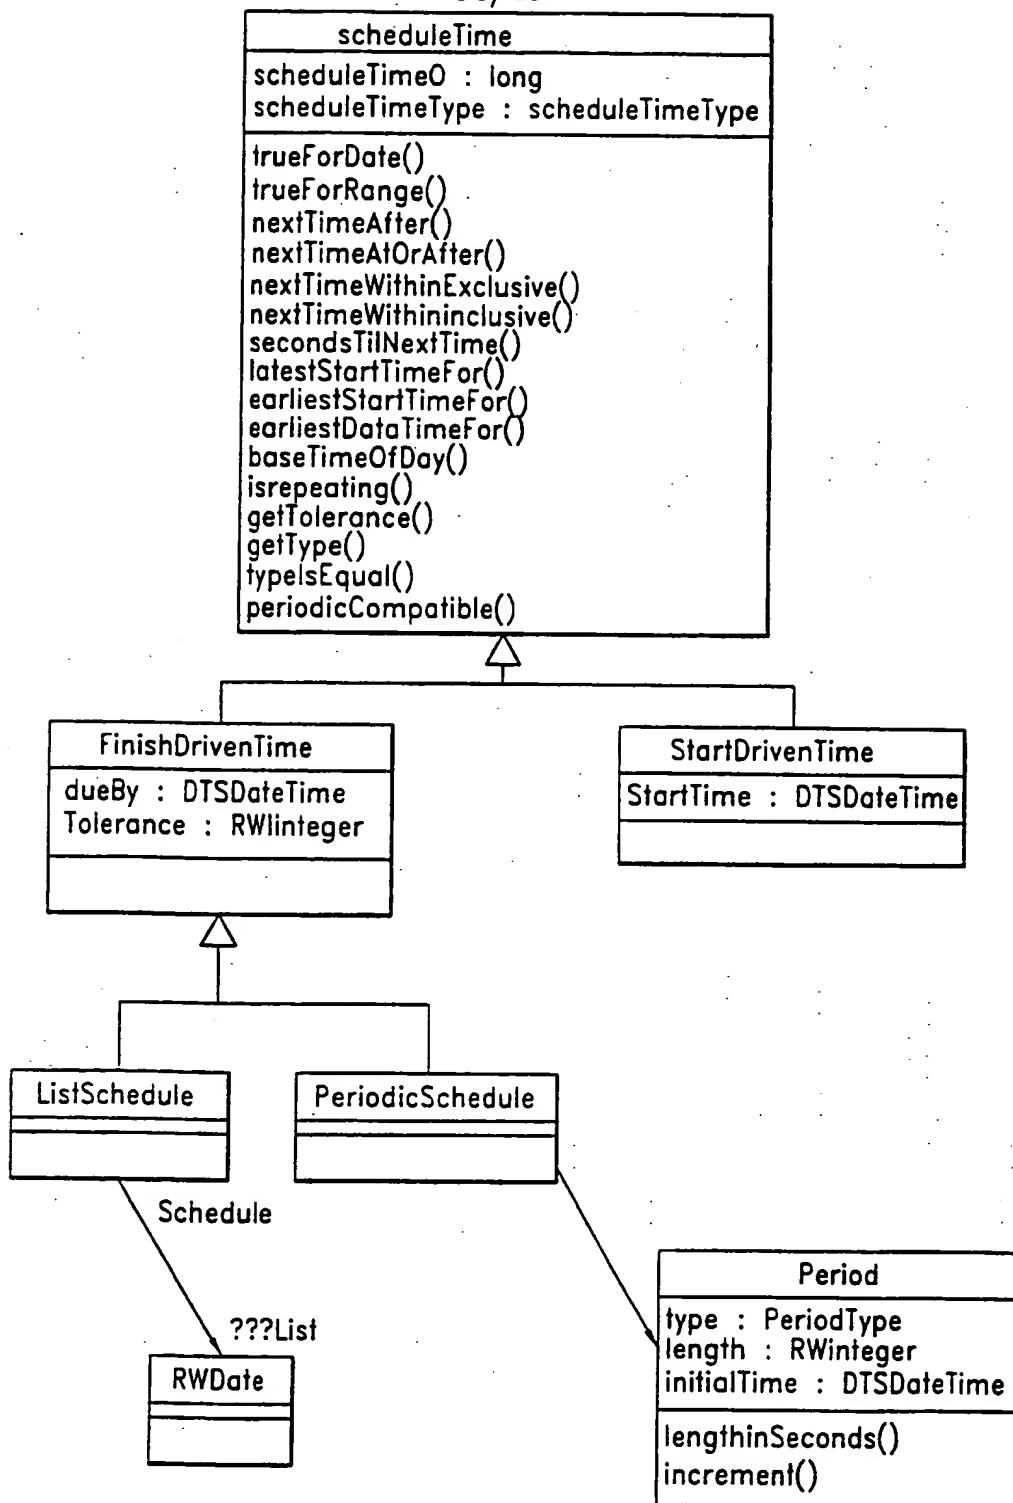 scheduleTime
scheduleTimeO : long
scheduleTimeType : scheduleTimeType
trueForDate()
trueForRange()
nextTimeAfter()
nextTimeAtOrAfter()
nextTimeWithinExclusive()
nextTimeWithininclusive()
secondsTilNextTime()
latestStartTimeFor()
earliestStartTimeFor()
earliestDataTimeFor()
baseTimeOfDay()
isrepeating()
getTolerance()
getType()
typeIsEqual()
periodicCompatible()
FinishDrivenTime
dueBy : DTSDateTime
Tolerance : RWIinteger
StartDrivenTime
StartTime : DTSDateTime
ListSchedule
PeriodicSchedule
Schedule
???List
RWDate
Period
type : PeriodType
length : RWinteger
initialTime : DTSDateTime
lengthinSeconds()
increment()